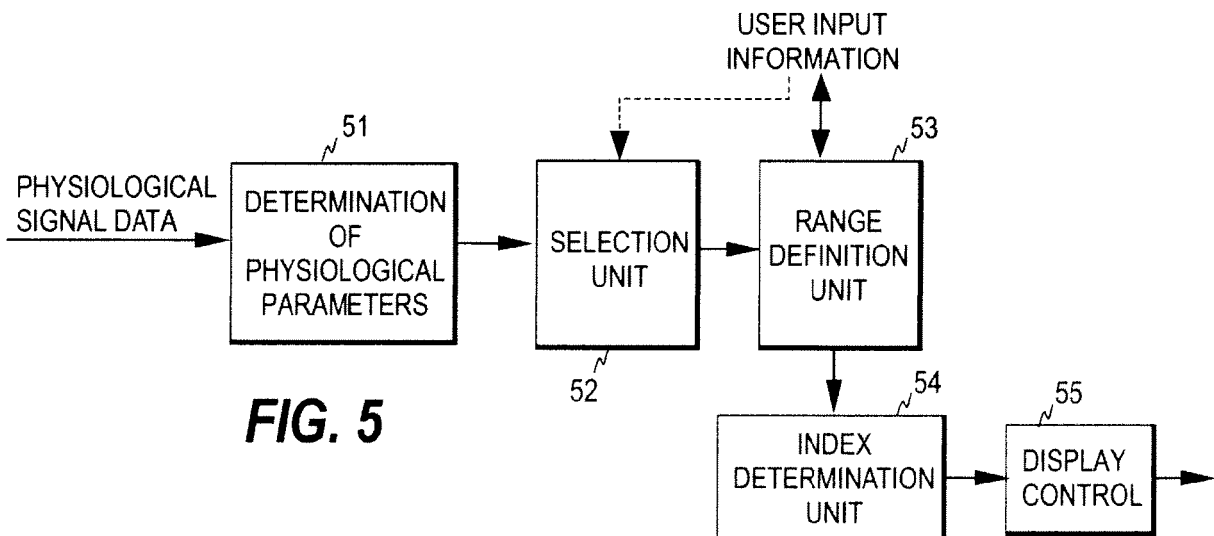 USER INPUT
INFORMATION
51
53
PHYSIOLOGICAL
SIGNAL DATA
DETERMINATION
OF
PHYSIOLOGICAL
PARAMETERS
SELECTION
UNIT
RANGE
DEFINITION
UNIT
52
FIG. 5
54
55
INDEX
DETERMINATION
UNIT
DISPLAY
CONTROL